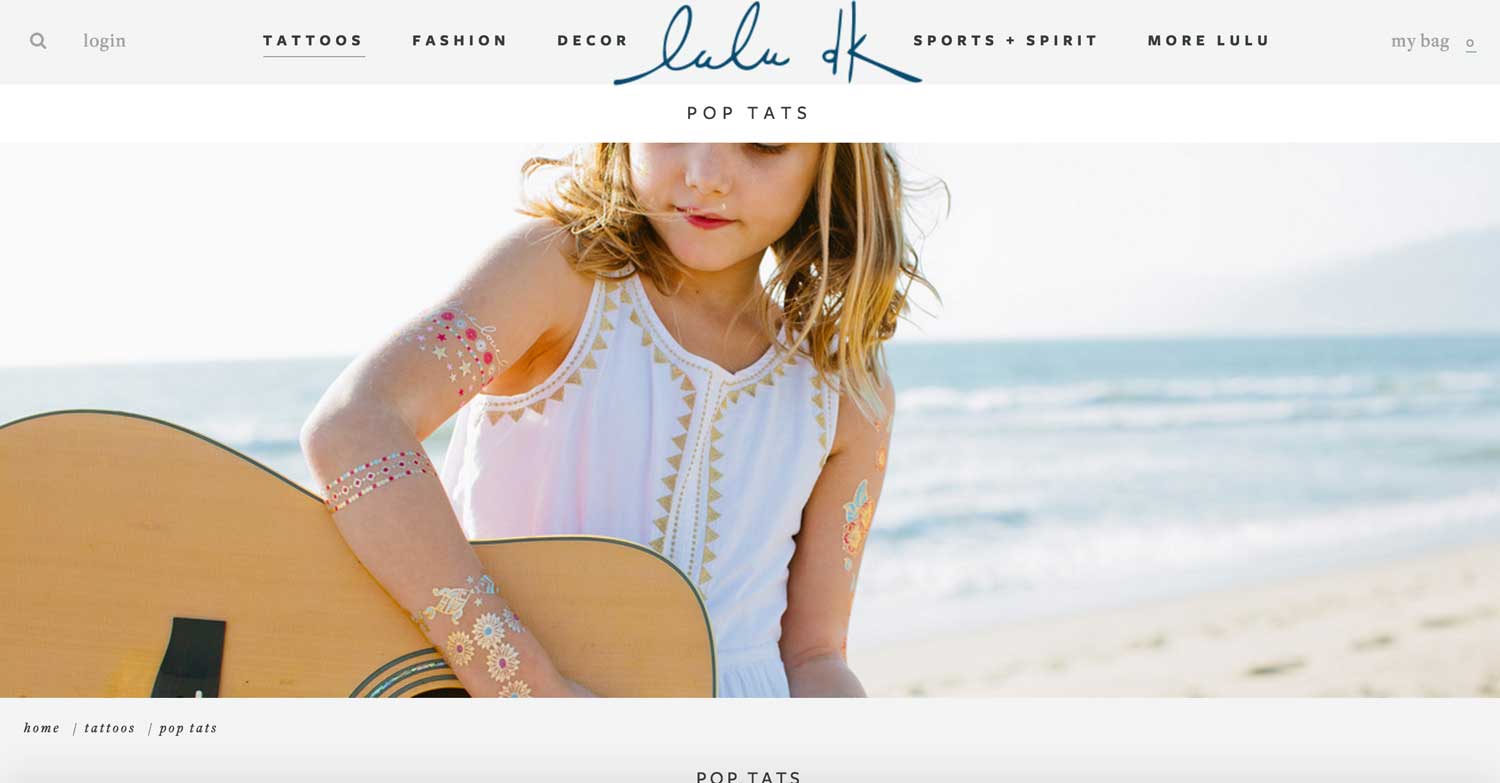 login
TATTOOS
FASHION
DECOR
lulu dk
SPORTS + SPIRIT
MORE LULU
my bag 0
POP TATS
love
home / tattoos / pop tats
POP TATS